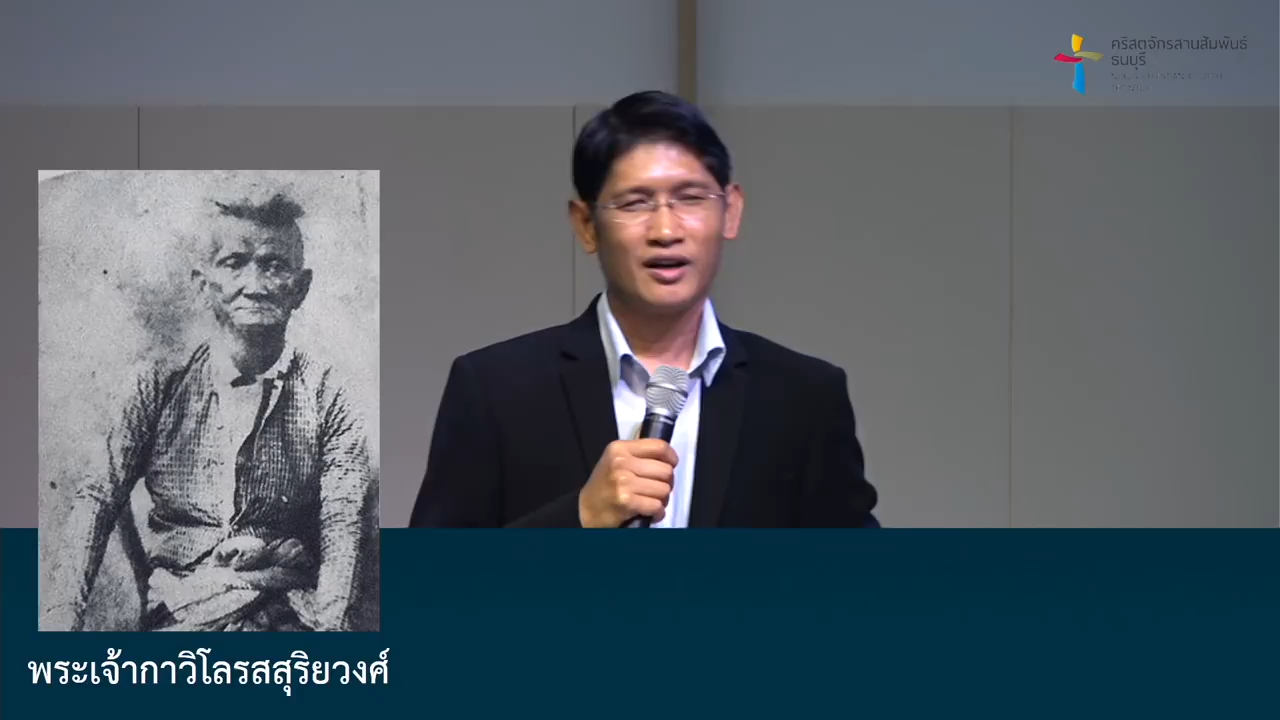 คริสตจักรสานสัมพันธ์
ธนบุรี
พระเจ้ากาวิโลรสสุริยวงศ์